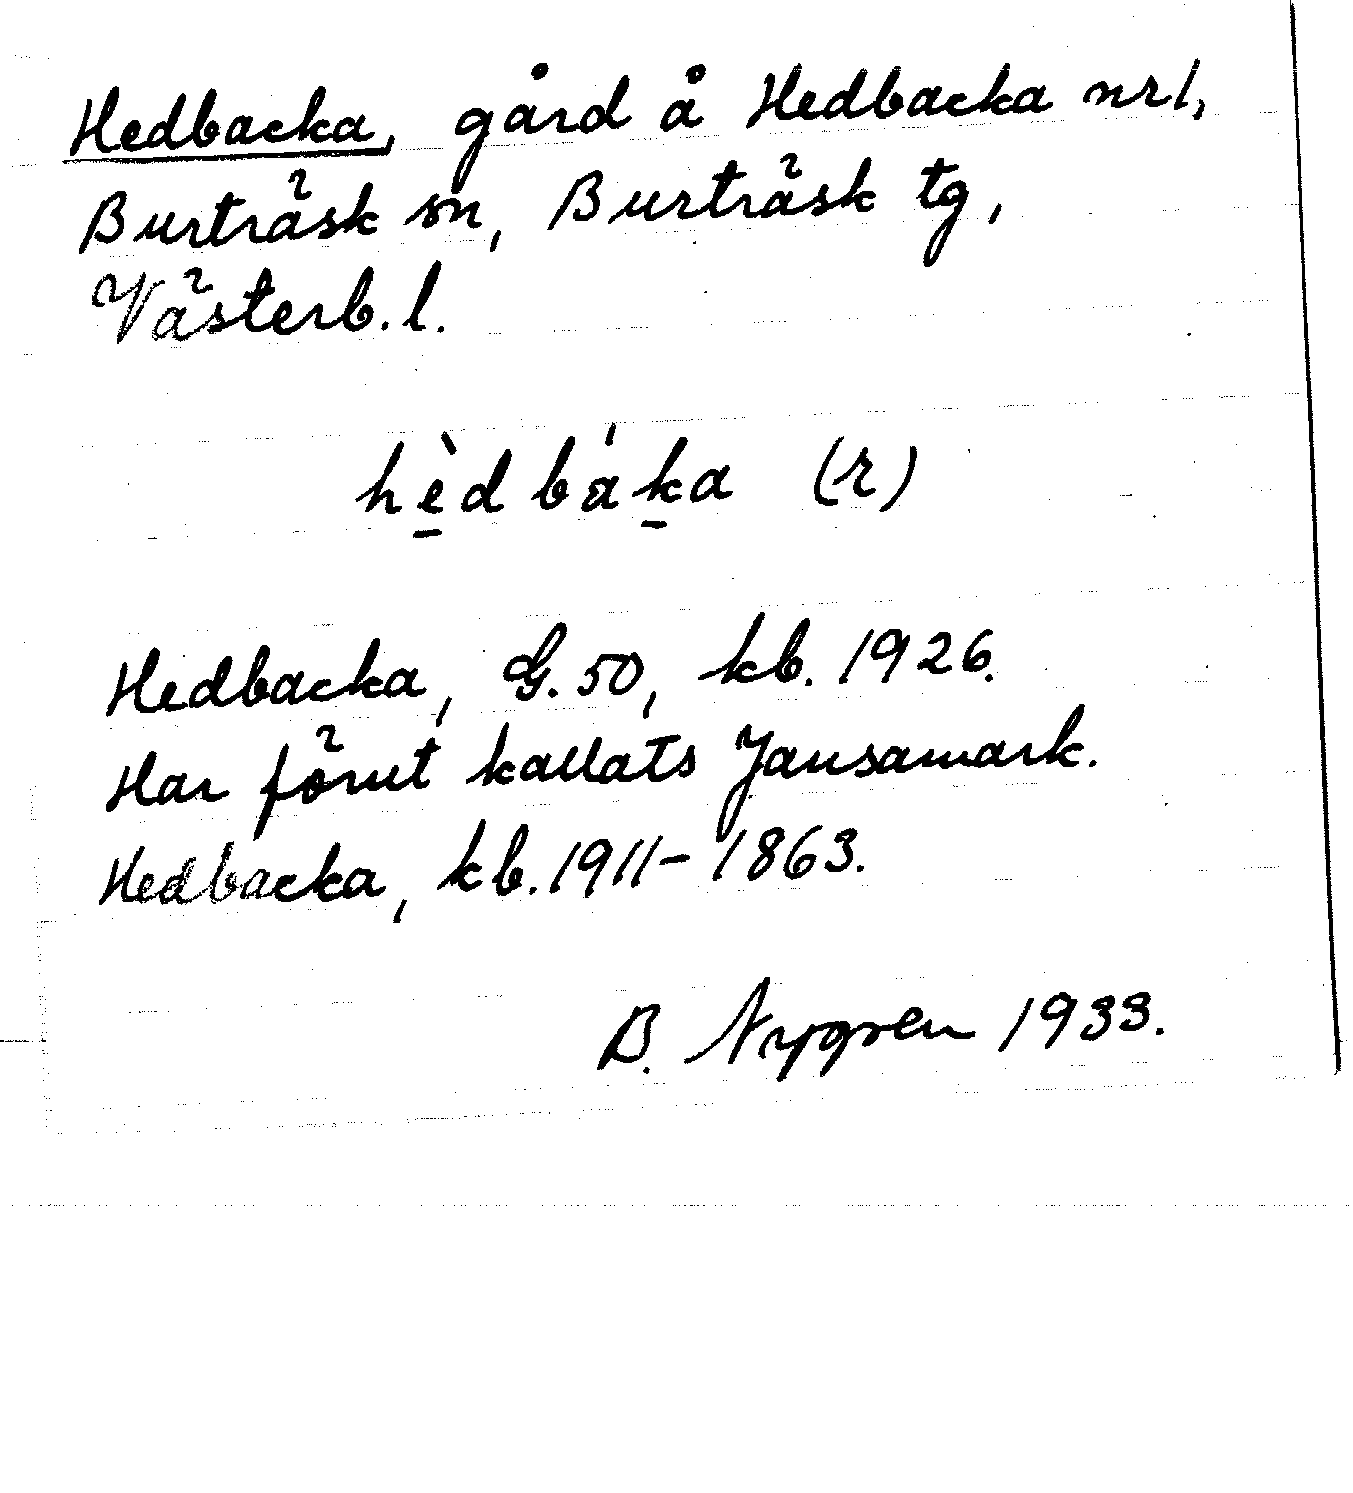 Hedbacka, gård å Hedbacka nr 1,
Burträsk sn, Burträsk tg,
Västerb. l.
hèdbáka (r)
Hedbacka, G. 50, kb. 1926.
Har förut kallats Jansamark.
Hedbacka, kb. 1911-1863.
B. Nygren 1933.